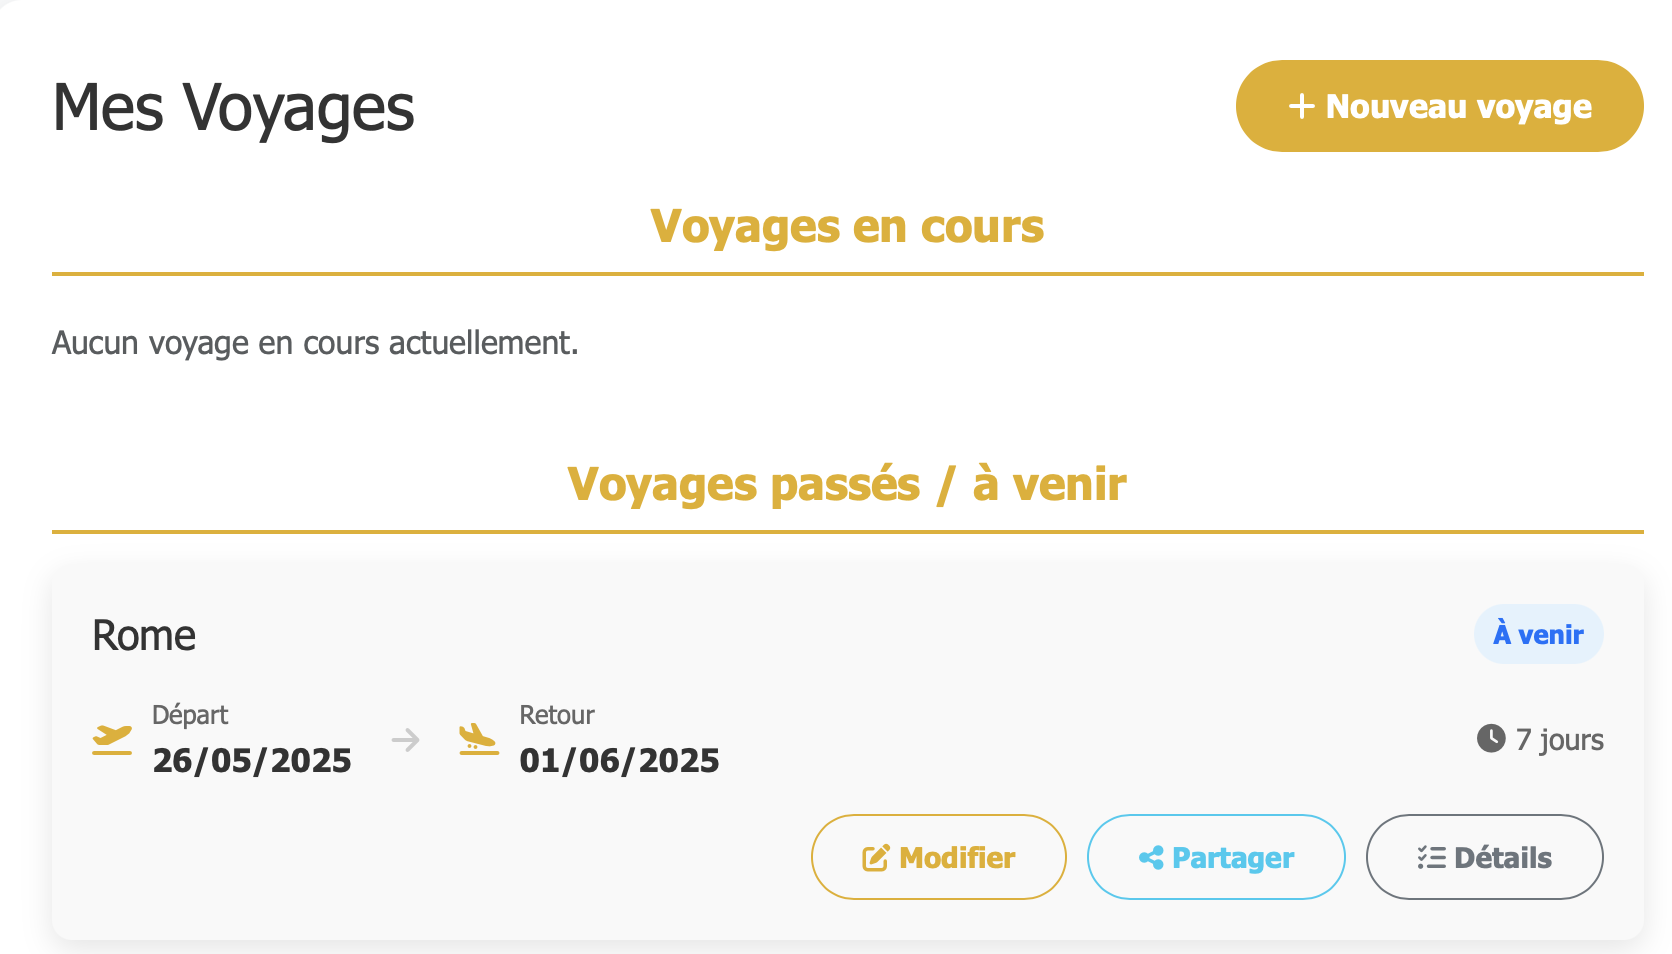 Mes Voyages
+ Nouveau voyage
Voyages en cours
Aucun voyage en cours actuellement.
Voyages passés / à venir
Rome
À venir
Départ
26/05/2025
Retour
01/06/2025
7 jours
Modifier
Partager
Détails